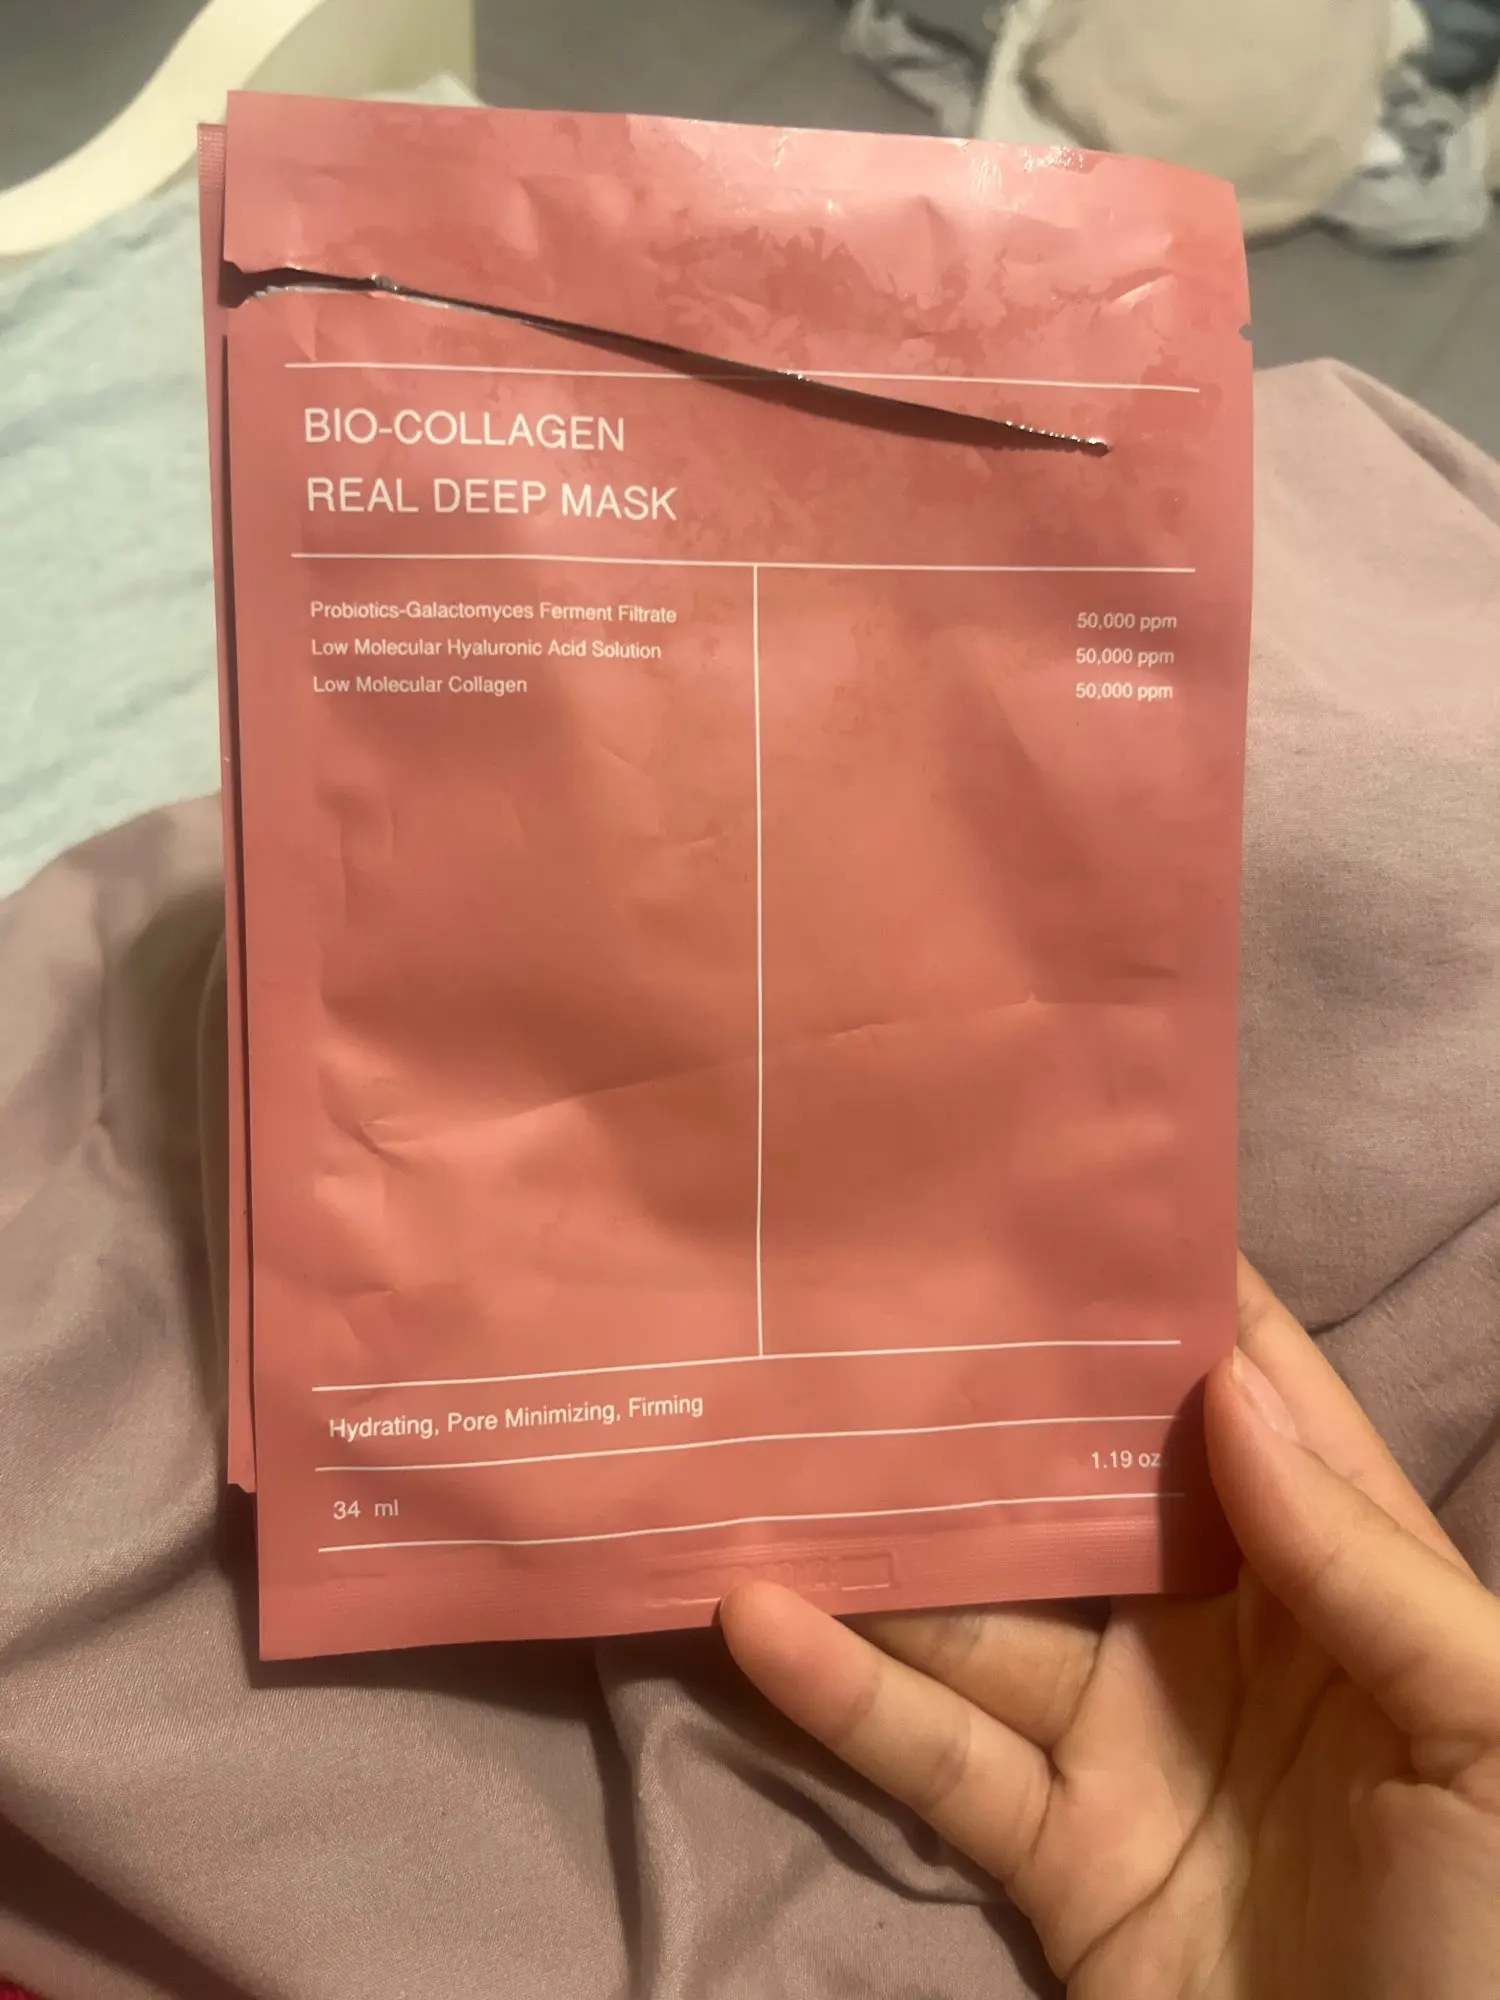 BIO-COLLAGEN
REAL DEEP MASK
Probiotics-Galactomyces Ferment Filtrate 50,000 ppm
Low Molecular Hyaluronic Acid Solution 50,000 ppm
Low Molecular Collagen 50,000 ppm
Hydrating, Pore Minimizing, Firming
1.19 oz.
34 ml